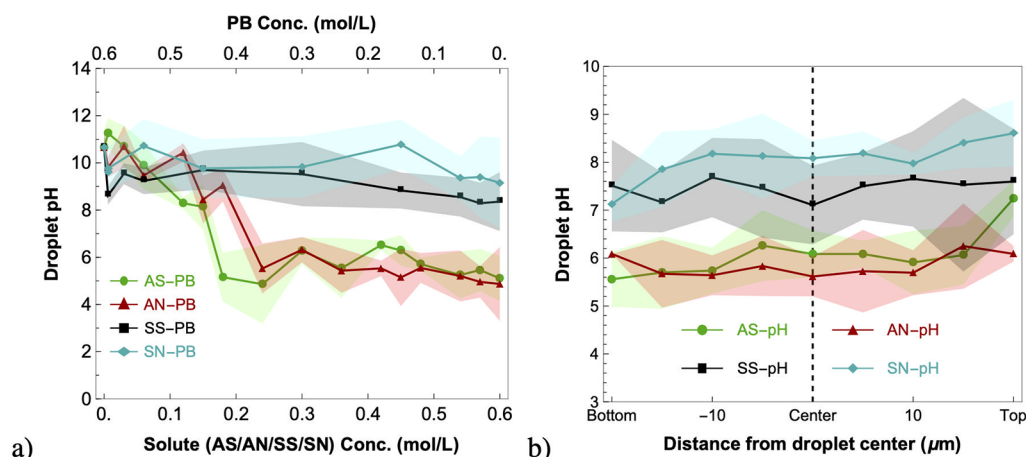 PB Conc. (mol/L)
0.6 0.5 0.4 0.3 0.2 0.1 0.
14
12
10
8
6
4
2
0
Droplet pH
AS–PB
AN–PB
SS–PB
SN–PB
0. 0.1 0.2 0.3 0.4 0.5 0.6
Solute (AS/AN/SS/SN) Conc. (mol/L)
a)
10
9
8
7
6
5
4
3
Droplet pH
AS–pH AN–pH
SS–pH SN–pH
Bottom –10 Center 10 Top
Distance from droplet center (μm)
b)